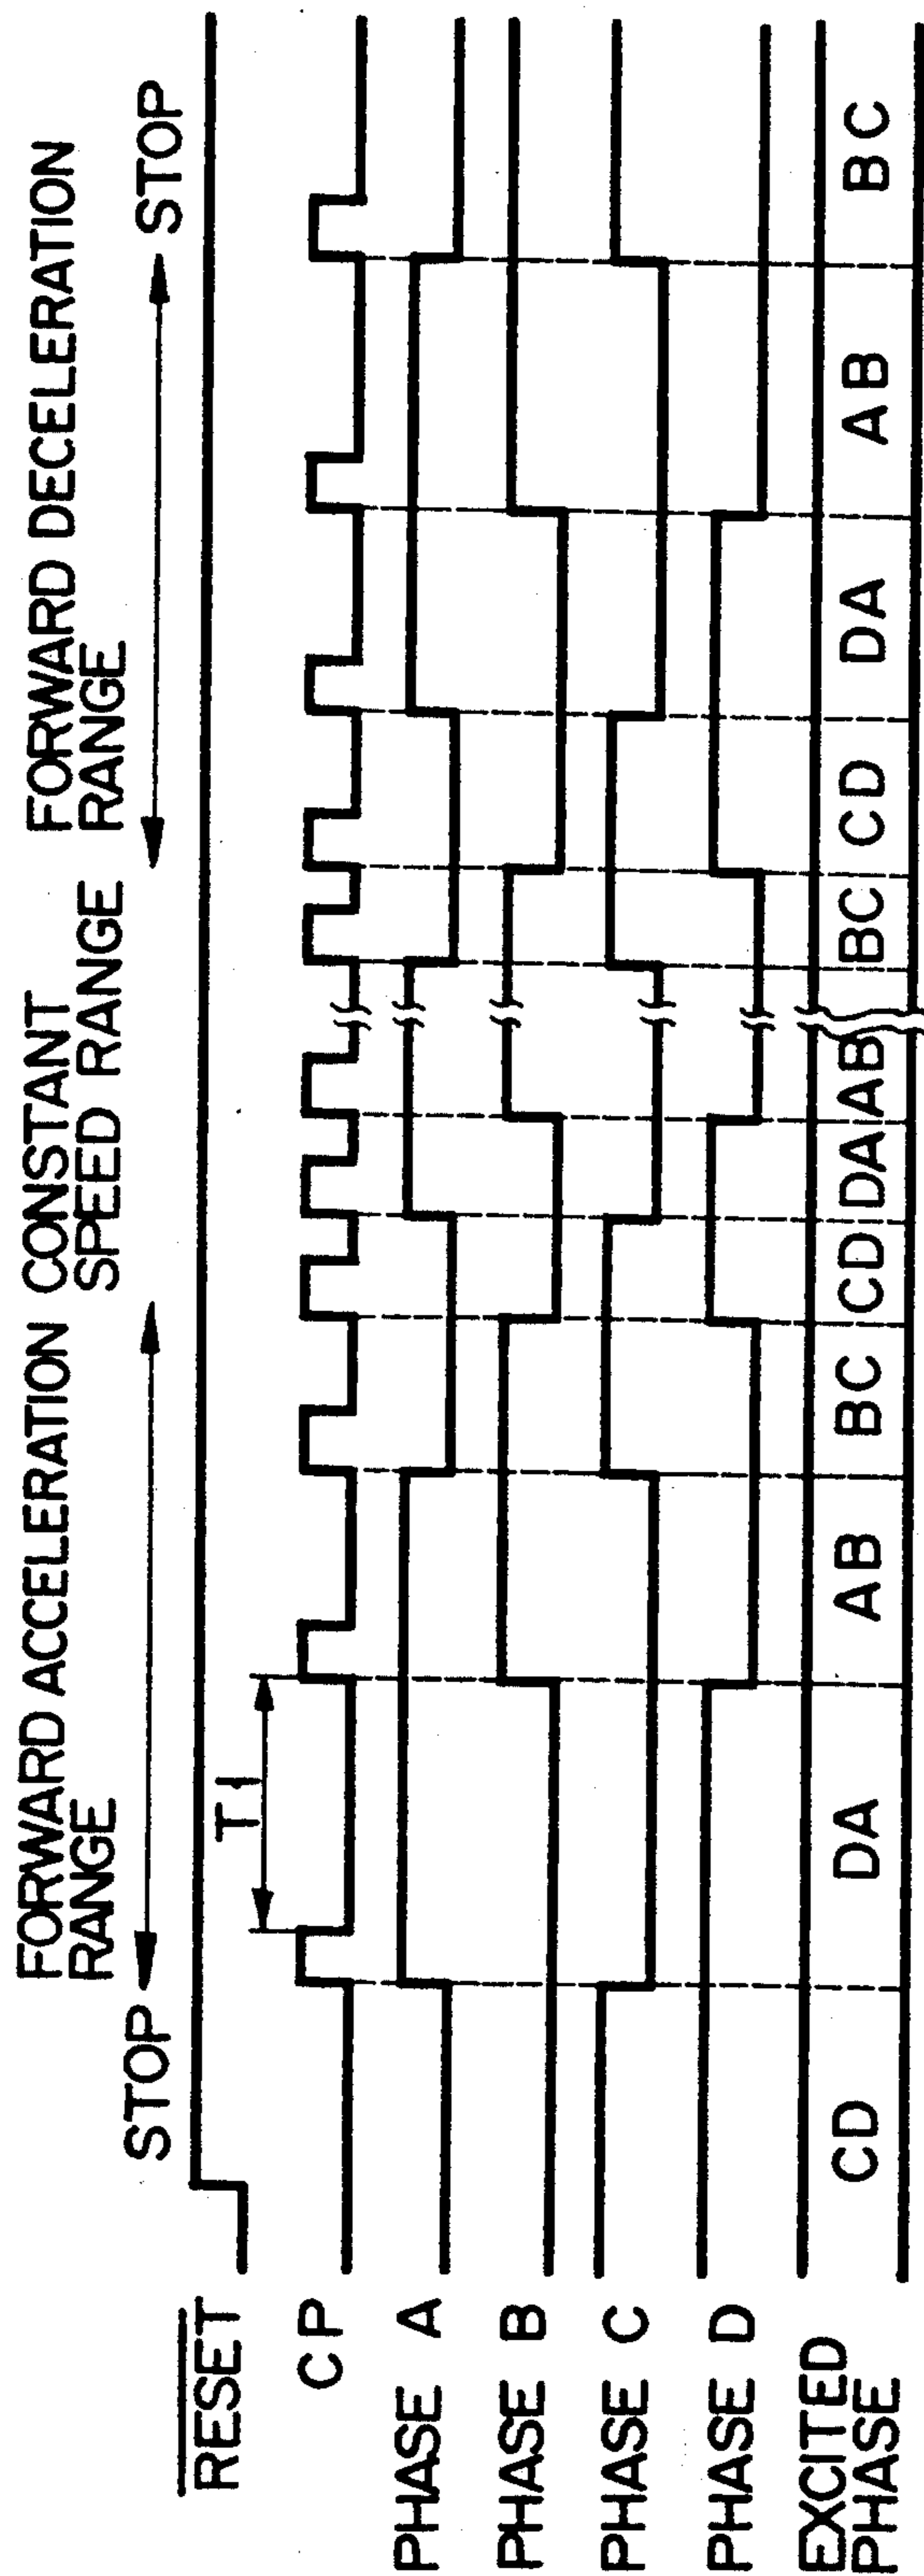 FORWARD ACCELERATION
RANGE
CONSTANT
SPEED RANGE
FORWARD DECELERATION
RANGE
STOP
STOP
RESET
T1
CP
PHASE A
PHASE B
PHASE C
PHASE D
EXCITED
PHASE
CD DA AB BC CD DA AB BC CD DA AB BC